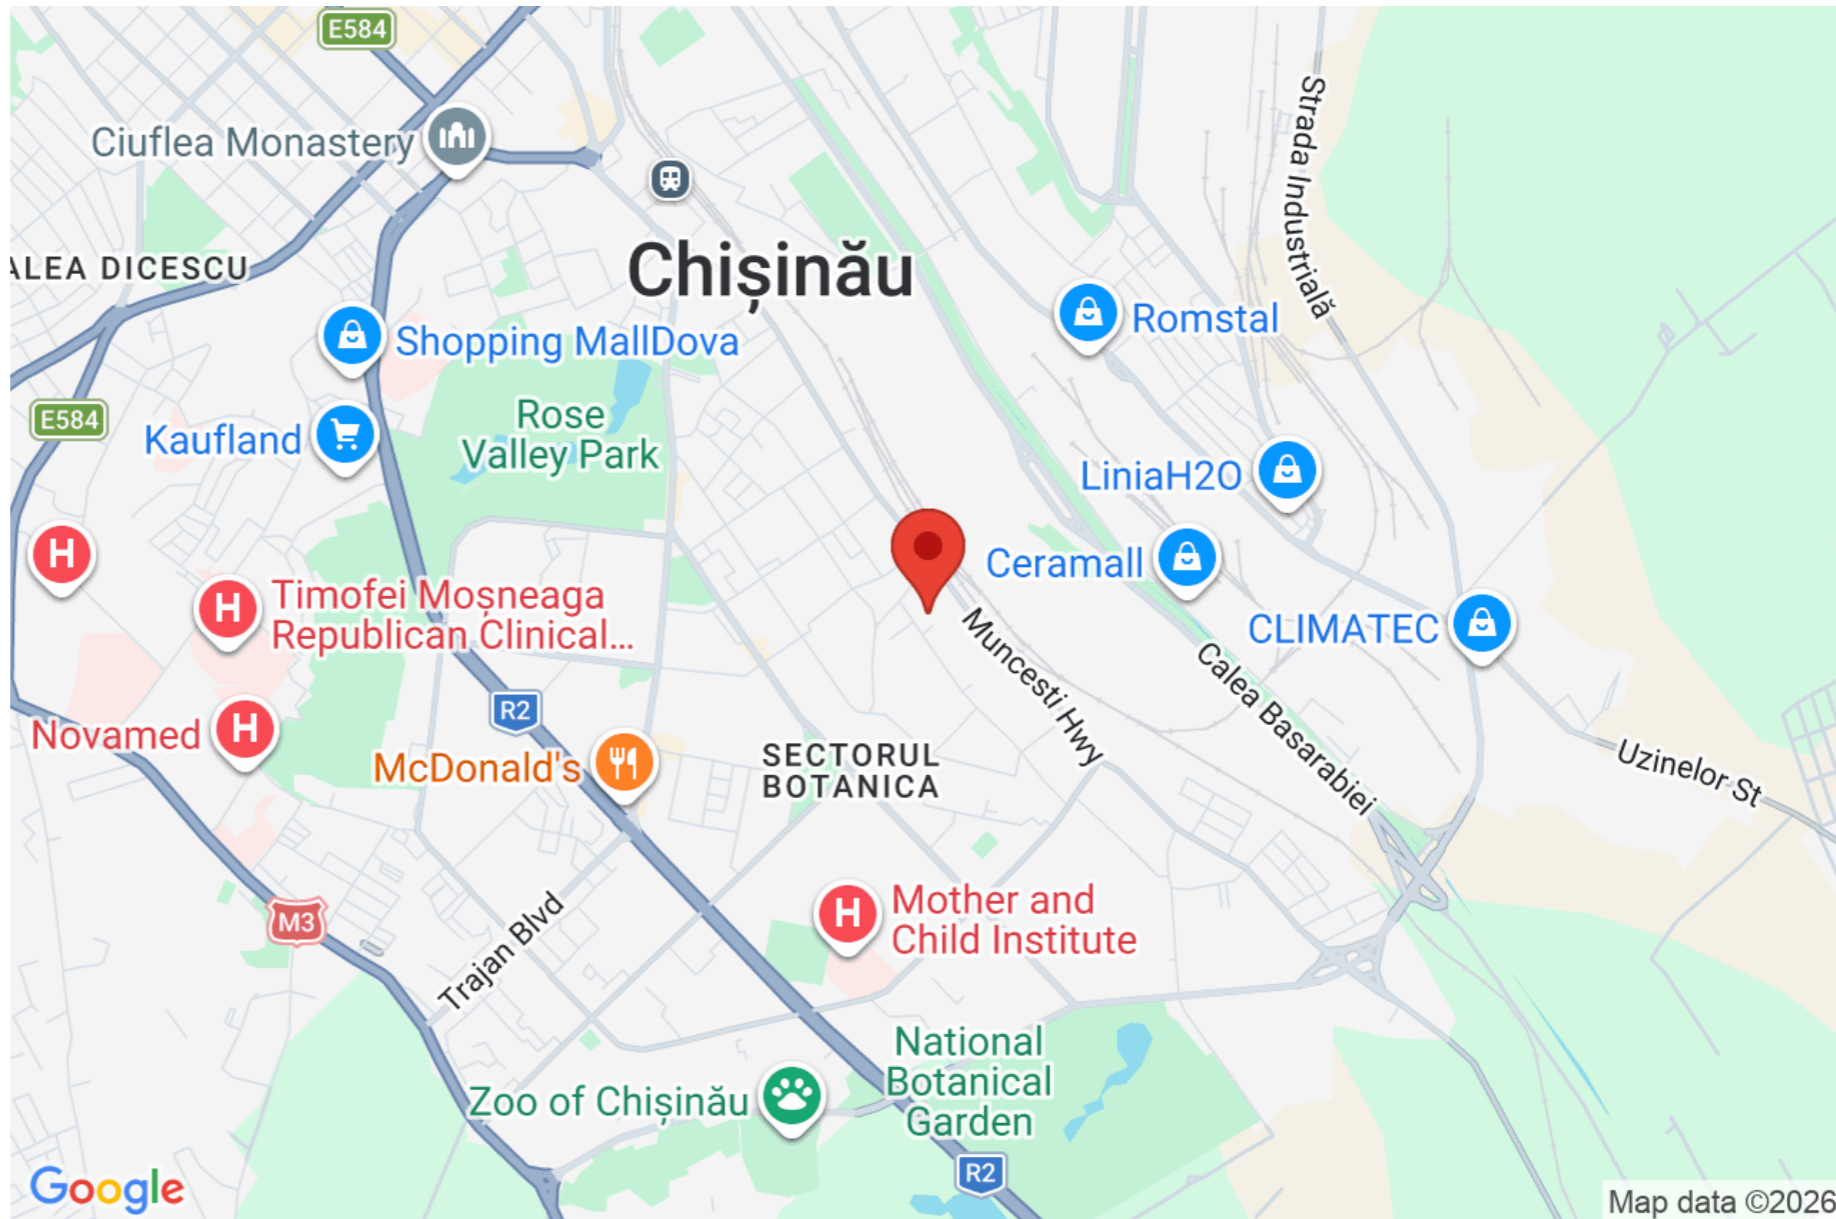 E584
Ciuflea Monastery
Strada Industrială
Chișinău
ALEA DICESCU
Romstal
Shopping MallDova
E584
Rose
Valley Park
Kaufland
LiniaH2O
H
Ceramall
H
Timofei Moșneaga
Republican Clinical...
Muncesti Hwy
CLIMATEC
Calea Basarabiei
R2
Novamed
H
McDonald's
SECTORUL
BOTANICA
Uzinelor St
M3
Trajan Blvd
H
Mother and
Child Institute
National
Botanical
Garden
Zoo of Chișinău
R2
Google
Map data ©2026